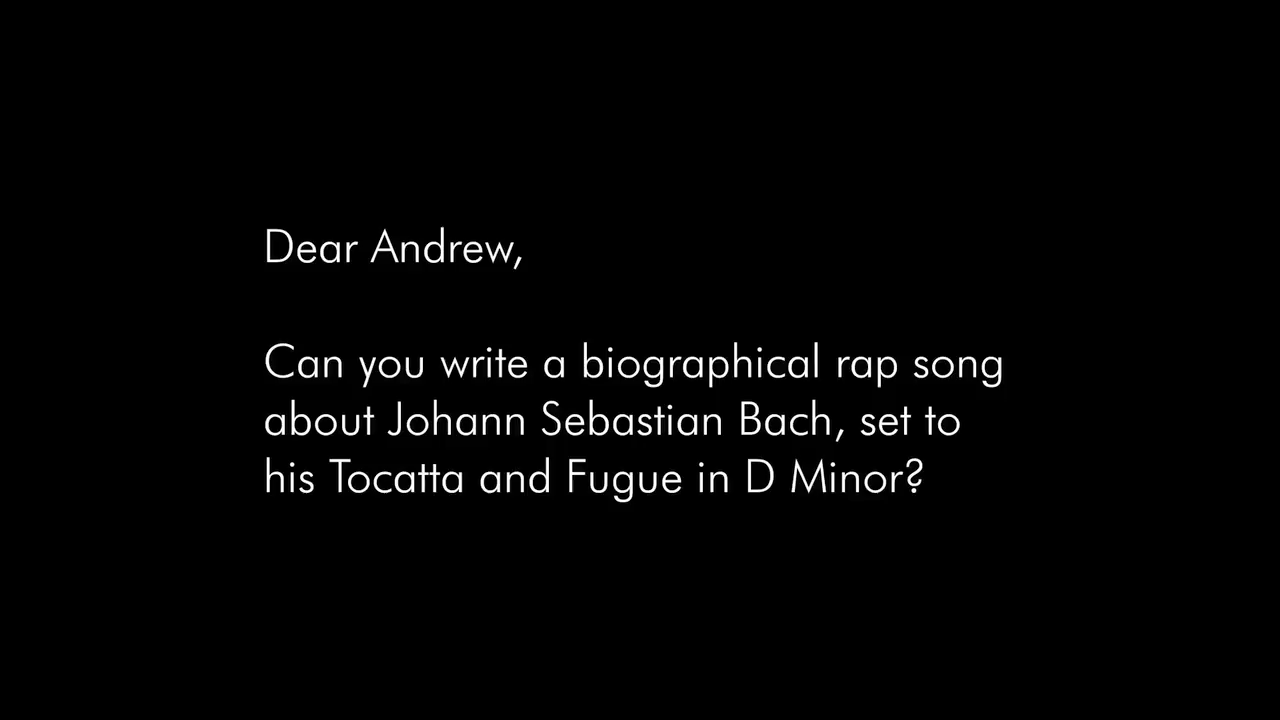 Dear Andrew,
Can you write a biographical rap song
about Johann Sebastian Bach, set to
his Tocatta and Fugue in D Minor?